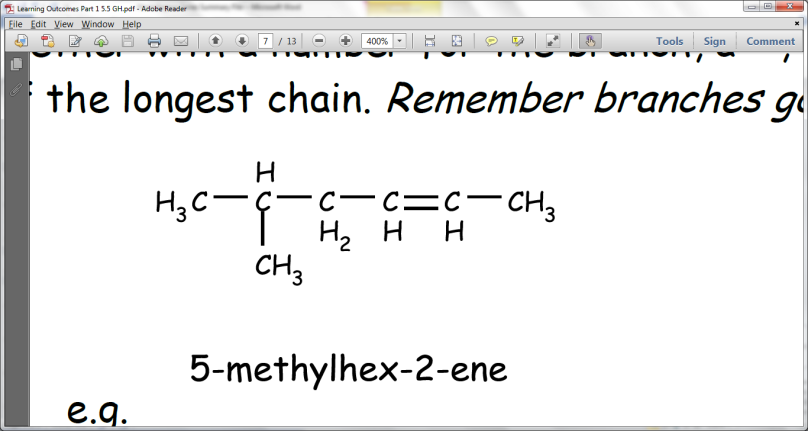 Learning Outcomes Part 1 5.5 GH.pdf - Adobe Reader
File Edit View Window Help
7 / 13 400% Tools Sign Comment
the longest chain. Remember branches go
H
H3C C C C C CH3
H2 H H
CH3
5-methylhex-2-ene
e.g.